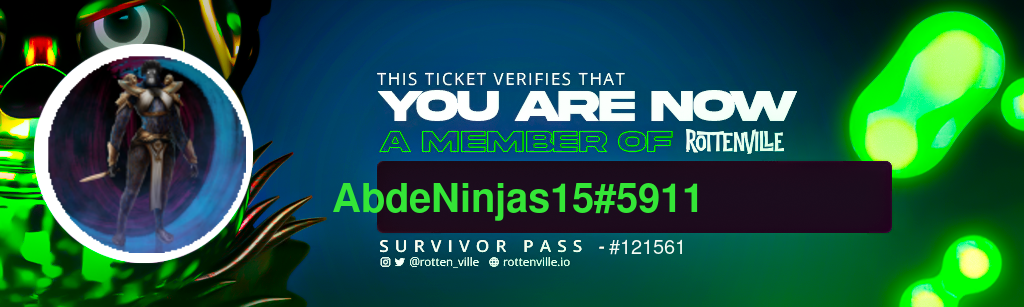 THIS TICKET VERIFIES THAT
YOU ARE NOW
A MEMBER OF ROTTENVILLE
AbdeNinjas15#5911
SURVIVOR PASS - #121561
@rotten_ville rottenville.io